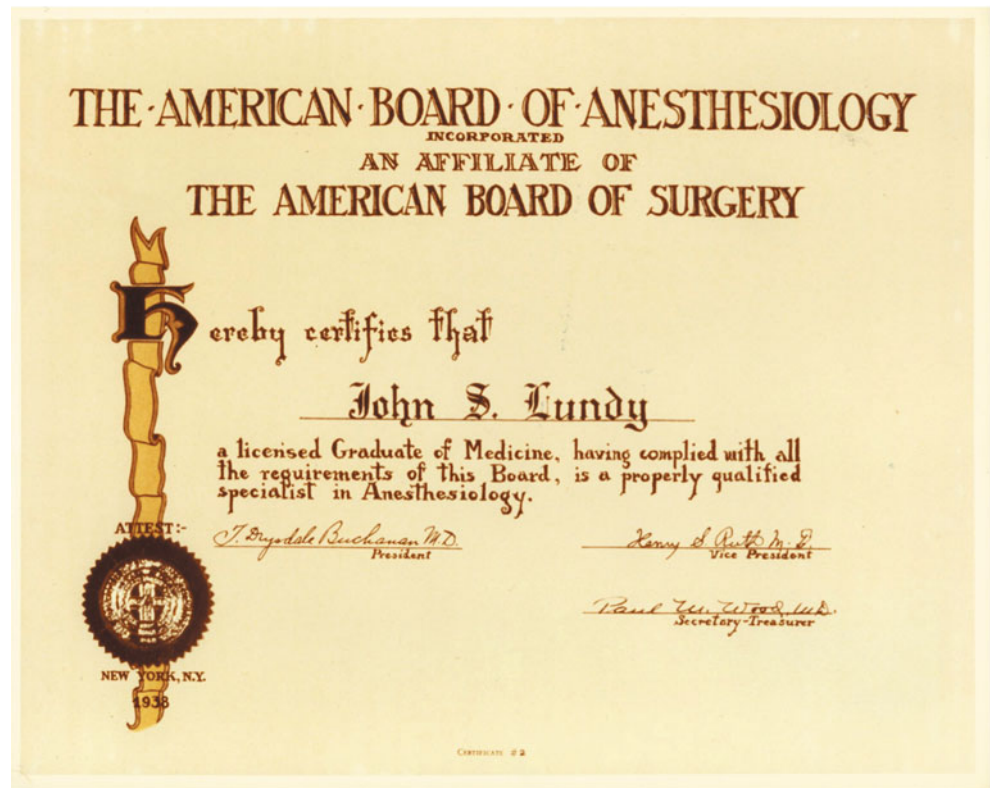 THE·AMERICAN·BOARD·OF·ANESTHESIOLOGY
INCORPORATED
AN AFFILIATE OF
THE AMERICAN BOARD OF SURGERY
Hereby certifies that
John S. Lundy
a licensed Graduate of Medicine, having complied with all
the requirements of this Board, is a properly qualified
specialist in Anesthesiology.
ATTEST:-
T. Drysdale Buchanan M.D.
President
Henry S. Ruth M.D.
Vice President
Paul M. Wood, M.D.
Secretary-Treasurer
NEW YORK, N.Y.
1938
CERTIFICATE #2